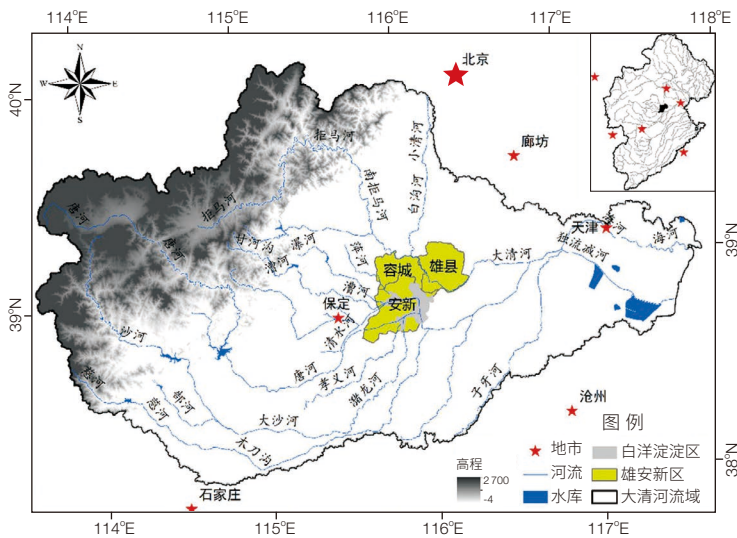 114°E 115°E 116°E 117°E 118°E
N
W E
S
北京
40°N
40°N
廊坊
拒马河
小清河
南拒马河
白沟河
唐河
拒马河
天津
海河
独流减河
39°N
39°N
唐河
甘河沟
瀑河
漕河
萍河
容城
雄县
大清河
漕河
安新
保定
清水河
沙河
唐河
孝义河
潴龙河
子牙河
沧州
郜河
大沙河
木刀沟
38°N
石家庄
高程
2700
-4
图 例
地市
白洋淀淀区
河流
雄安新区
水库
大清河流域
114°E 115°E 116°E 117°E